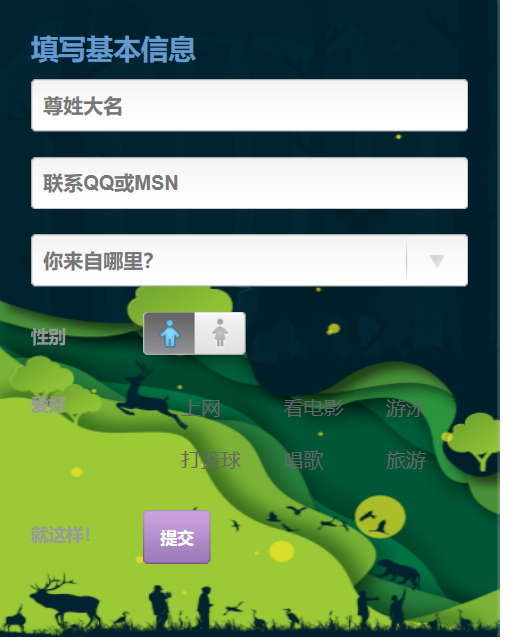 填写基本信息
尊姓大名
联系QQ或MSN
你来自哪里?
性别
爱好 上网 看电影 游泳
打篮球 唱歌 旅游
就这样! 提交